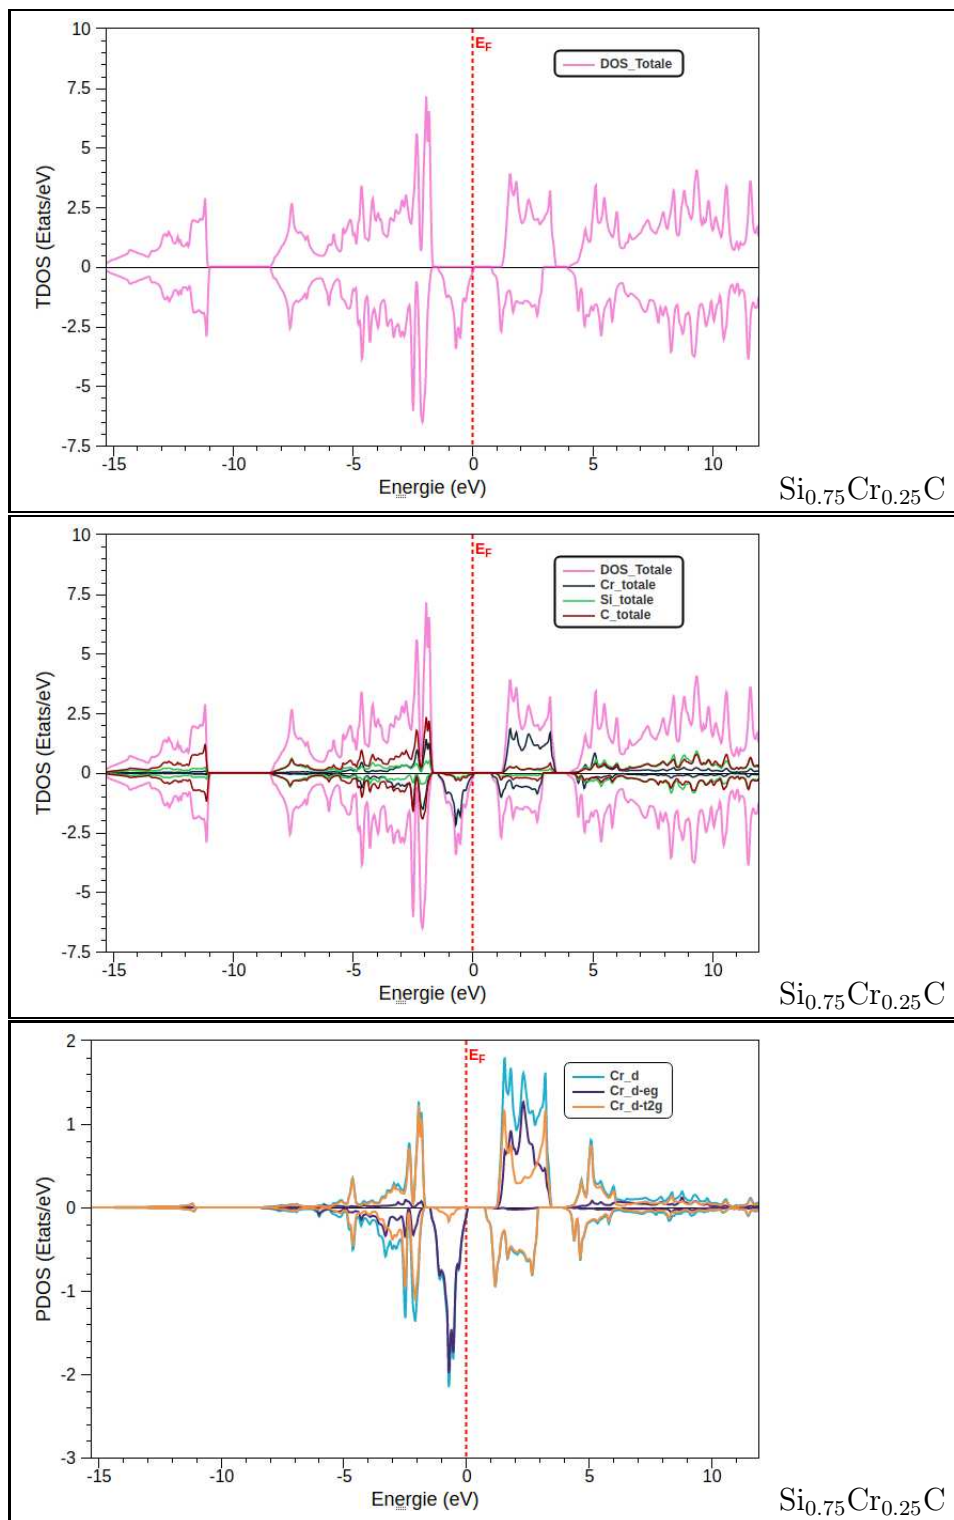 10
7.5
5
2.5
0
-2.5
-5
-7.5
TDOS (Etats/eV)
E_F
DOS_Totale
-15 -10 -5 0 5 10
Energie (eV)
Si₀.₇₅Cr₀.₂₅C
10
7.5
5
2.5
0
-2.5
-5
-7.5
TDOS (Etats/eV)
E_F
DOS_Totale
Cr_totale
Si_totale
C_totale
-15 -10 -5 0 5 10
Energie (eV)
Si₀.₇₅Cr₀.₂₅C
2
1
0
-1
-2
-3
PDOS (Etats/eV)
E_F
Cr_d
Cr_d-eg
Cr_d-t2g
-15 -10 -5 0 5 10
Energie (eV)
Si₀.₇₅Cr₀.₂₅C